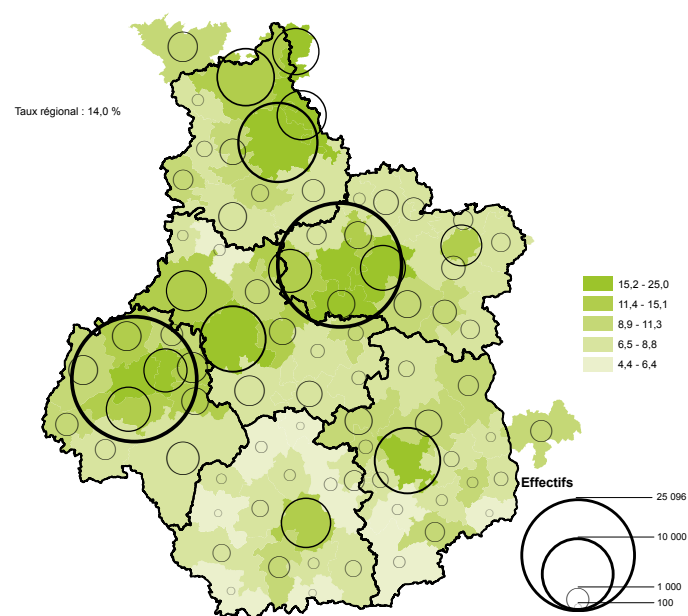 Taux régional : 14,0 %
15,2 - 25,0
11,4 - 15,1
8,9 - 11,3
6,5 - 8,8
4,4 - 6,4
Effectifs
25 096
10 000
1 000
100